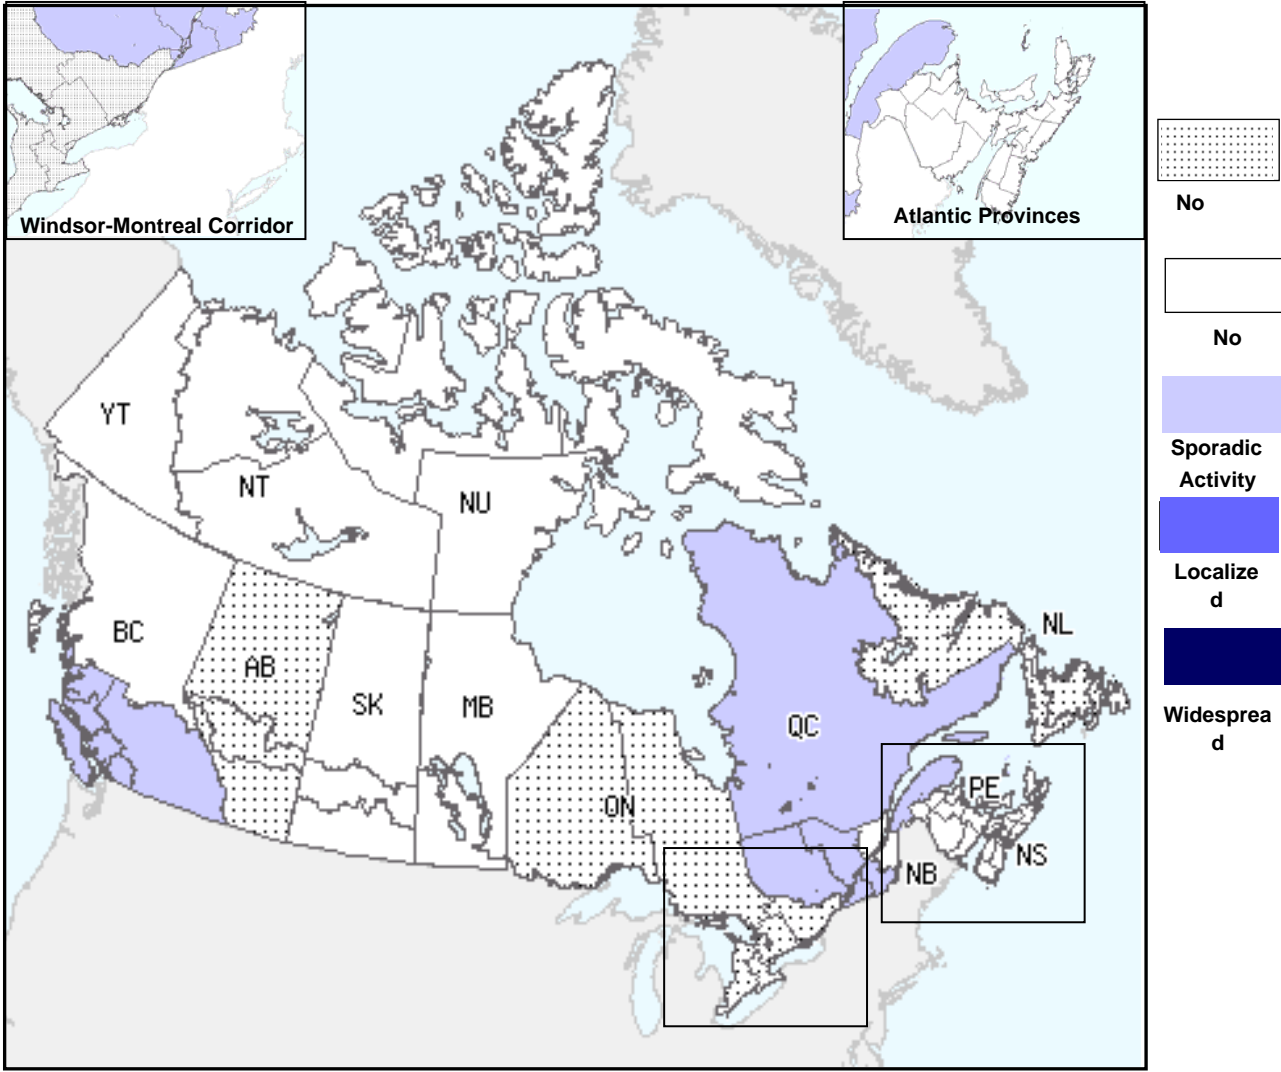 Windsor-Montreal Corridor
Atlantic Provinces
No
No
Sporadic
Activity
Localize
d
Widesprea
d
YT
NT
NU
BC
AB
SK
MB
ON
QC
NL
PE
NS
NB